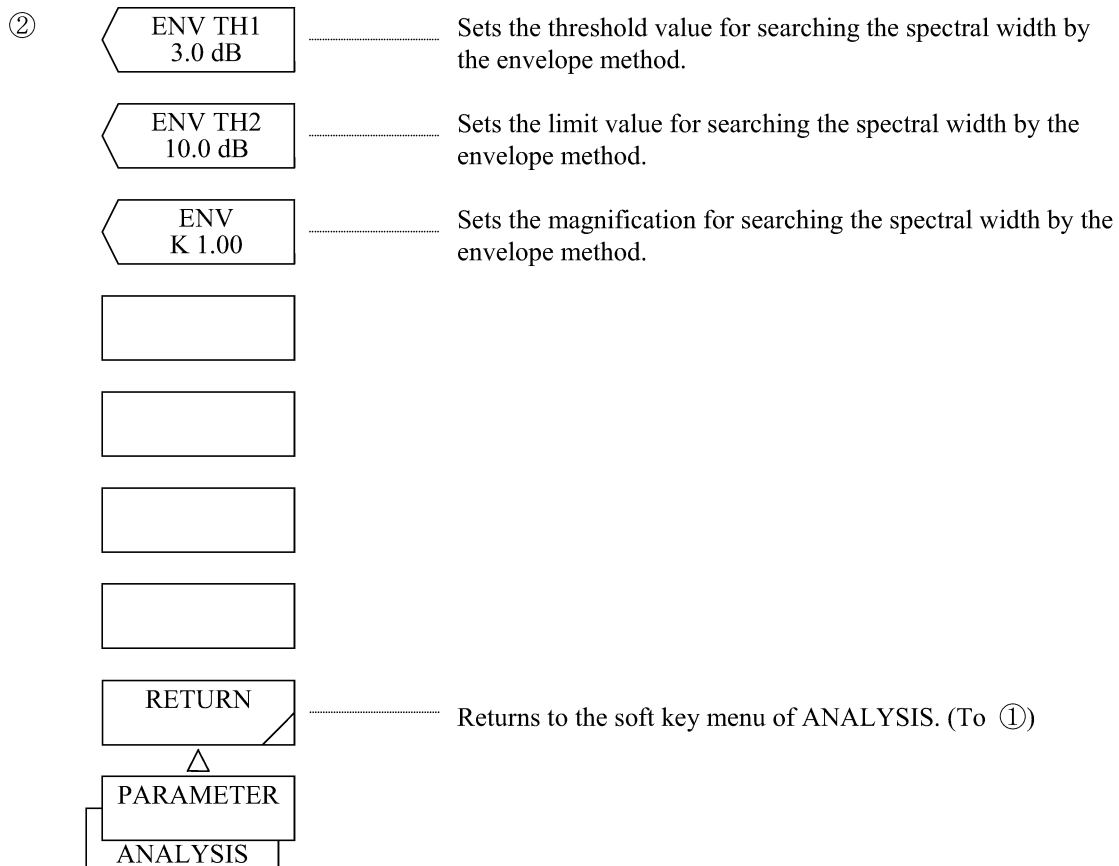 ②
ENV TH1
3.0 dB
Sets the threshold value for searching the spectral width by
the envelope method.
ENV TH2
10.0 dB
Sets the limit value for searching the spectral width by the
envelope method.
ENV
K 1.00
Sets the magnification for searching the spectral width by the
envelope method.
RETURN
Returns to the soft key menu of ANALYSIS. (To ①)
PARAMETER
ANALYSIS